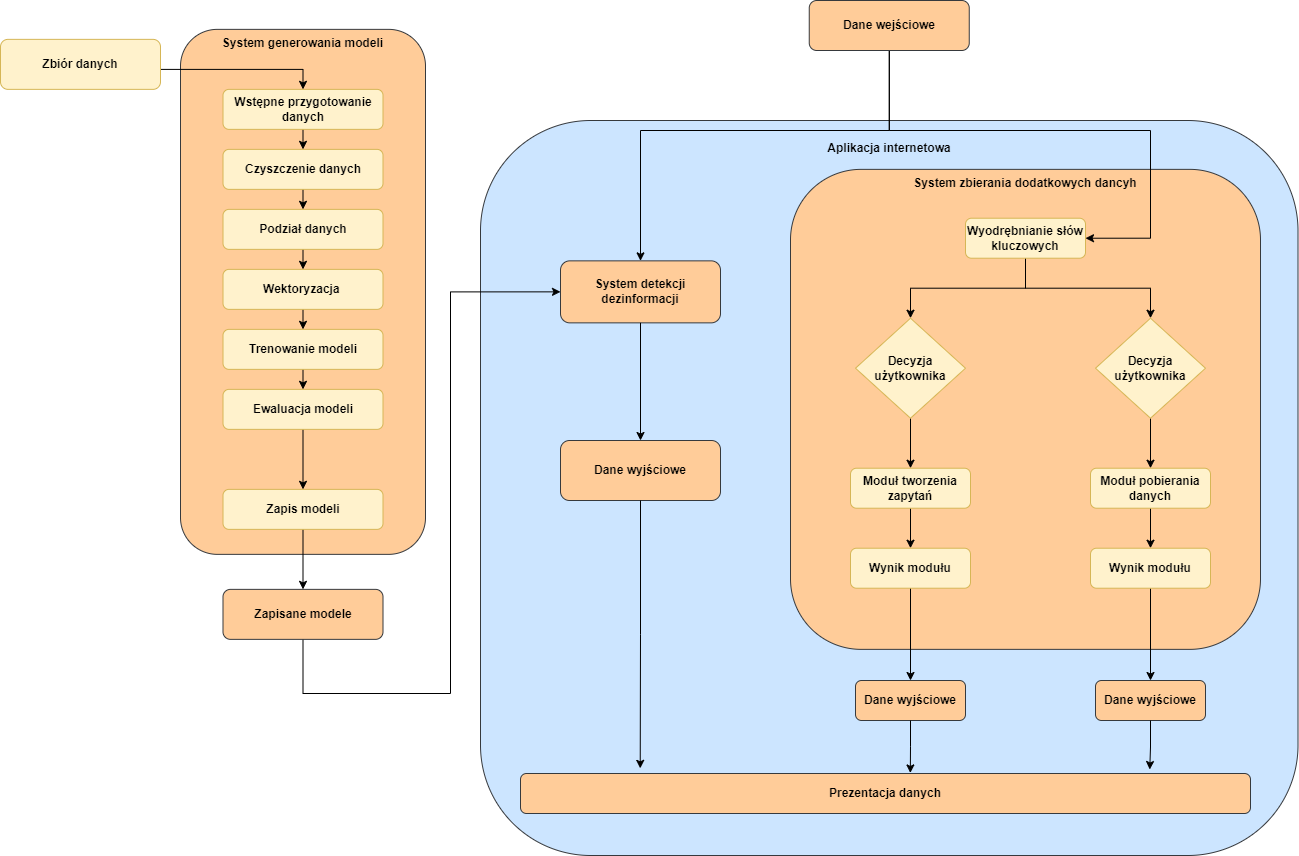 Dane wejściowe
System generowania modeli
Zbiór danych
Wstępne przygotowanie
danych
Czyszczenie danych
Podział danych
Wektoryzacja
Trenowanie modeli
Ewaluacja modeli
Zapis modeli
Zapisane modele
Aplikacja internetowa
System zbierania dodatkowych dancyh
Wyodrębnianie słów
kluczowych
System detekcji
dezinformacji
Decyzja
użytkownika
Decyzja
użytkownika
Dane wyjściowe
Moduł tworzenia
zapytań
Moduł pobierania
danych
Wynik modułu
Wynik modułu
Dane wyjściowe
Dane wyjściowe
Prezentacja danych